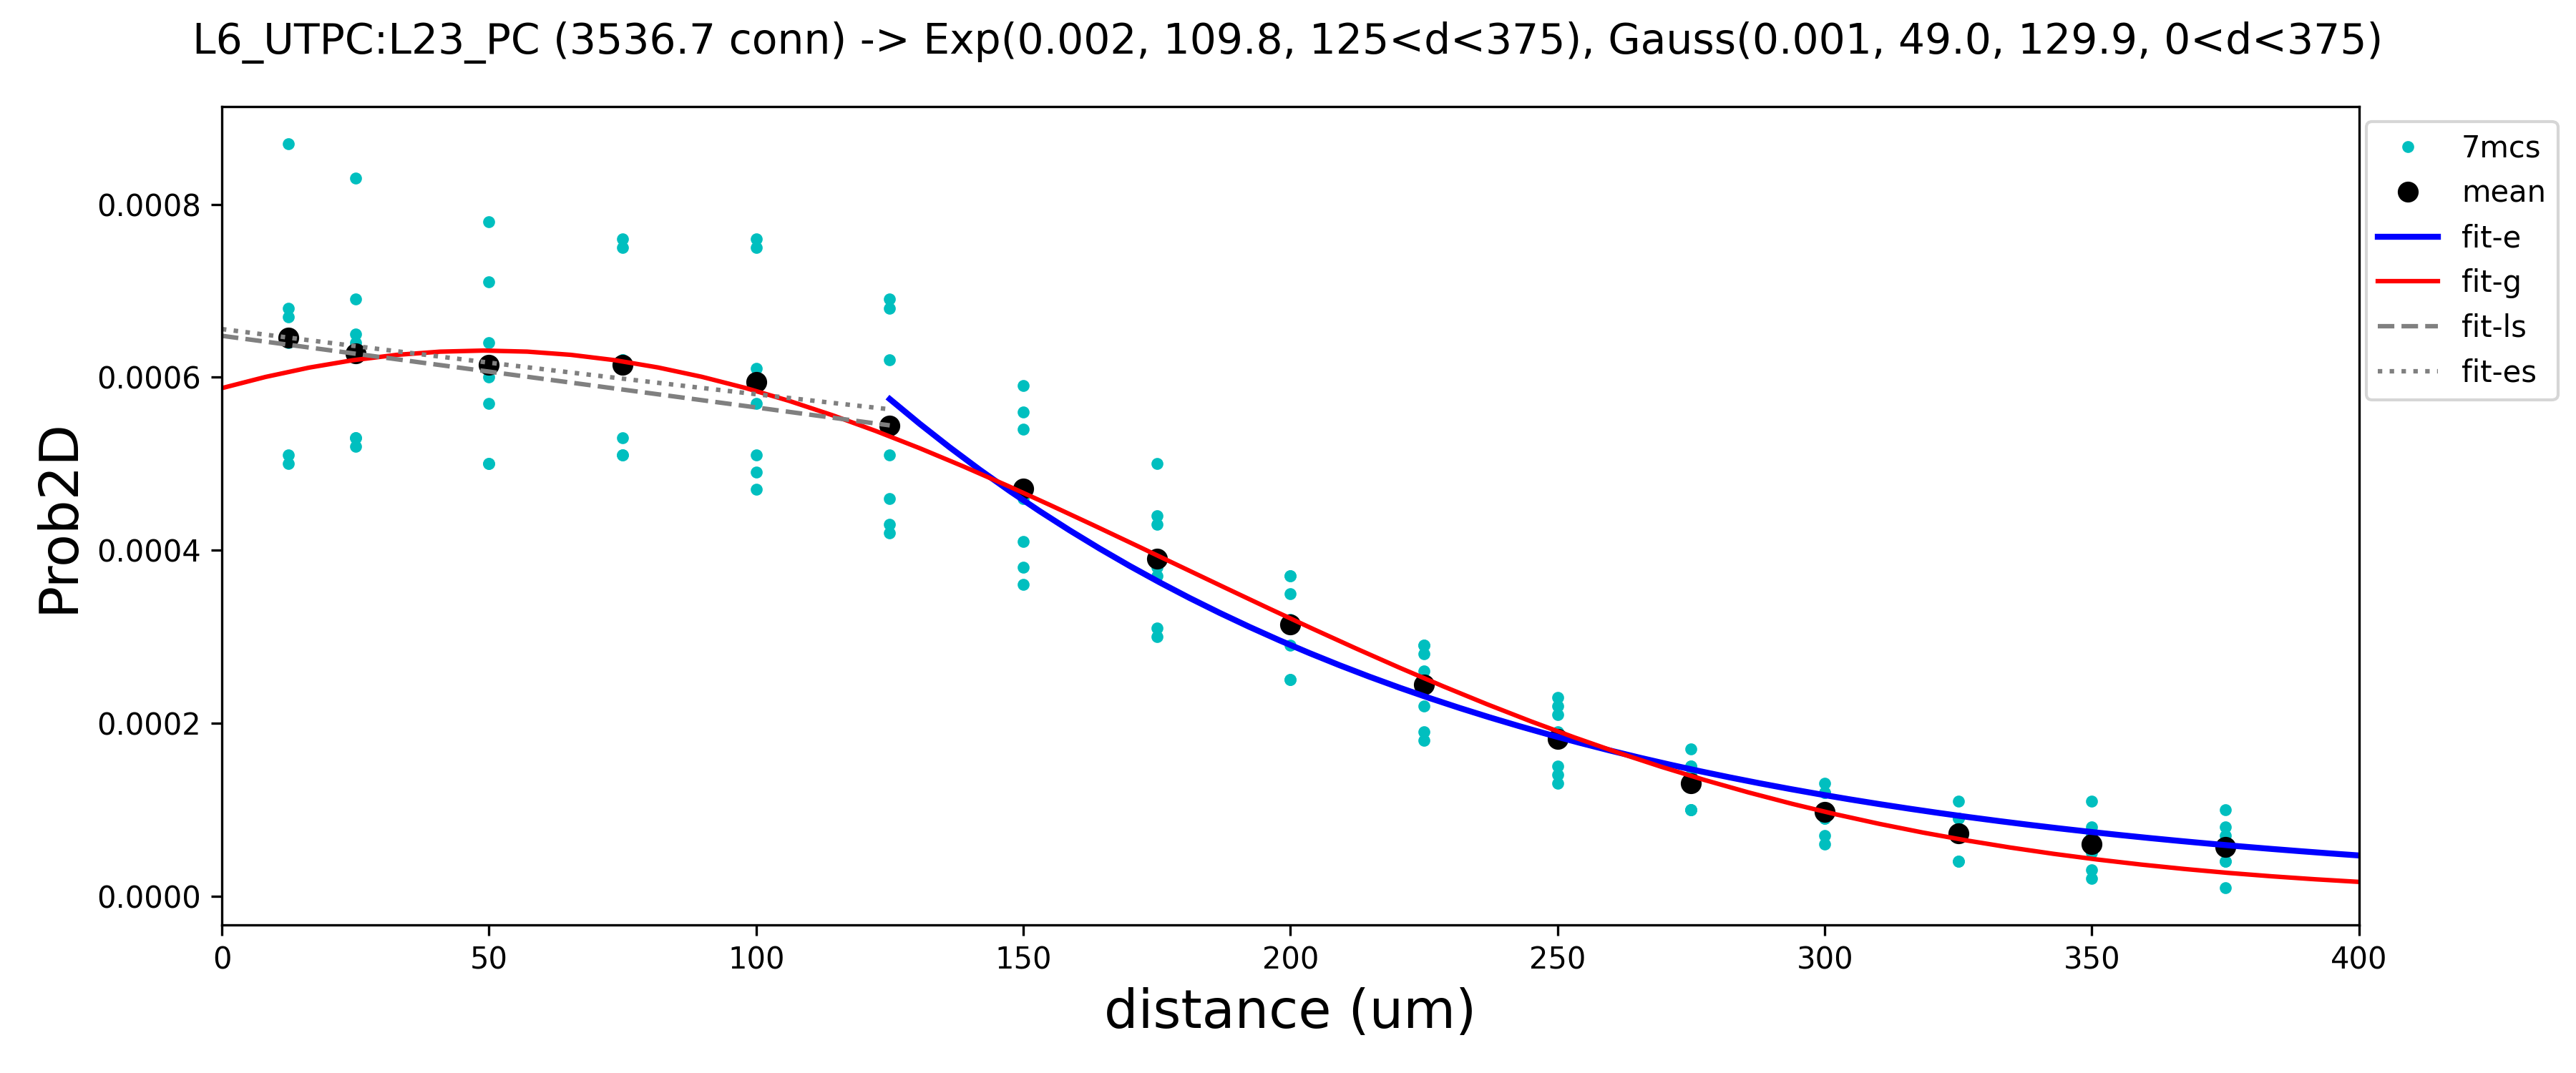 L6_UTPC:L23_PC (3536.7 conn) -> Exp(0.002, 109.8, 125<d<375), Gauss(0.001, 49.0, 129.9, 0<d<375)
7mcs
mean
fit-e
fit-g
fit-ls
fit-es
Prob2D
0.0008
0.0006
0.0004
0.0002
0.0000
0 50 100 150 200 250 300 350 400
distance (um)